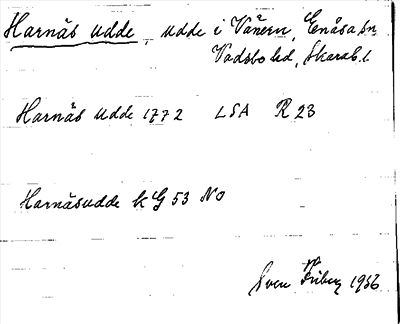 Harnäs udde, udde i Vänern, Enåsa sn,
Vadsbo hd, Skarab. l.
Harnäs udde 1772 LSA R 23
Harnäsudde kG 53 NO
Sven Friberg 1956